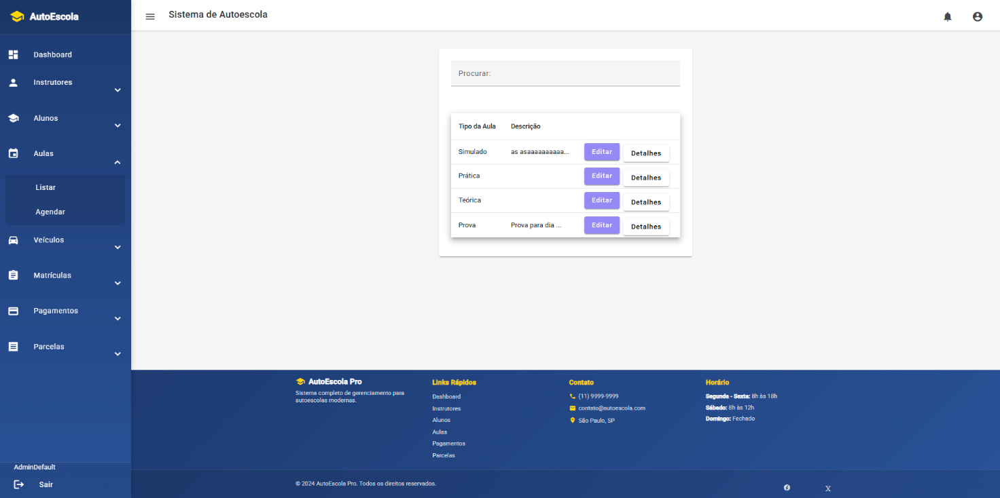 AutoEscola
Sistema de Autoescola
Dashboard
Instrutores
Alunos
Aulas
Listar
Agendar
Veículos
Matrículas
Pagamentos
Parcelas
AdminDefault
Sair
Procurar:
Tipo da Aula Descrição
Simulado as asaaaaaaaaaa... Editar Detalhes
Prática Editar Detalhes
Teórica Editar Detalhes
Prova Prova para dia ... Editar Detalhes
AutoEscola Pro
Sistema completo de gerenciamento para
autoescolas modernas.
Links Rápidos
Dashboard
Instrutores
Alunos
Aulas
Pagamentos
Parcelas
Contato
(11) 9999-9999
contato@autoescola.com
São Paulo, SP
Horário
Segunda - Sexta: 8h às 18h
Sábado: 8h às 12h
Domingo: Fechado
© 2024 AutoEscola Pro. Todos os direitos reservados.
X